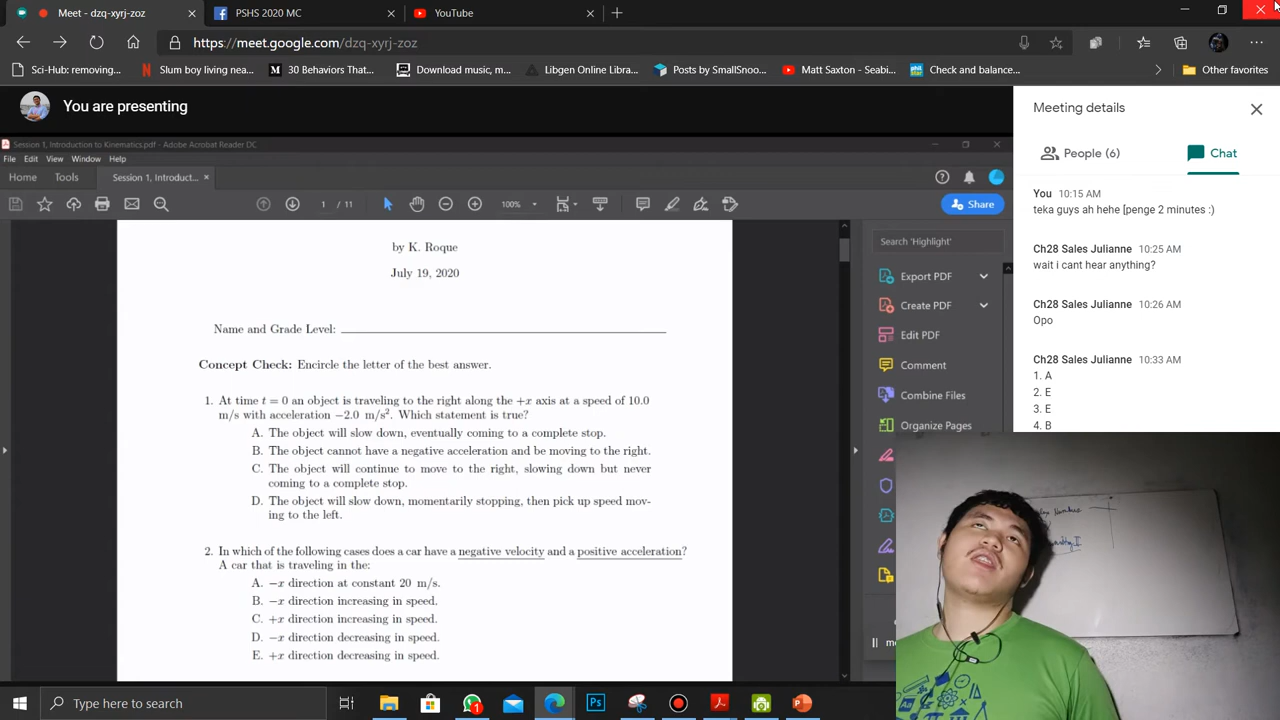 Meet - dzq-xyrj-zoz
PSHS 2020 MC
YouTube
https://meet.google.com/dzq-xyrj-zoz
Sci-Hub: removing...
Slum boy living nea...
30 Behaviors That...
Download music, m...
Libgen Online Libra...
Posts by SmallSnoo...
Matt Saxton - Seabi...
Check and balance...
Other favorites
You are presenting
Session 1, Introduction to Kinematics.pdf - Adobe Acrobat Reader DC
File Edit View Window Help
Home Tools Session 1, Introduct...
1 / 11
100%
Share
by K. Roque
July 19, 2020
Name and Grade Level:
Concept Check: Encircle the letter of the best answer.
1. At time t = 0 an object is traveling to the right along the +x axis at a speed of 10.0
m/s with acceleration −2.0 m/s². Which statement is true?
A. The object will slow down, eventually coming to a complete stop.
B. The object cannot have a negative acceleration and be moving to the right.
C. The object will continue to move to the right, slowing down but never
coming to a complete stop.
D. The object will slow down, momentarily stopping, then pick up speed mov-
ing to the left.
2. In which of the following cases does a car have a negative velocity and a positive acceleration?
A car that is traveling in the:
A. −x direction at constant 20 m/s.
B. −x direction increasing in speed.
C. +x direction increasing in speed.
D. −x direction decreasing in speed.
E. +x direction decreasing in speed.
Search 'Highlight'
Export PDF
Create PDF
Edit PDF
Comment
Combine Files
Organize Pages
Meeting details
People (6)
Chat
You 10:15 AM
teka guys ah hehe [penge 2 minutes :)
Ch28 Sales Julianne 10:25 AM
wait i cant hear anything?
Ch28 Sales Julianne 10:26 AM
Opo
Ch28 Sales Julianne 10:33 AM
1. A
2. E
3. E
4. B
Type here to search